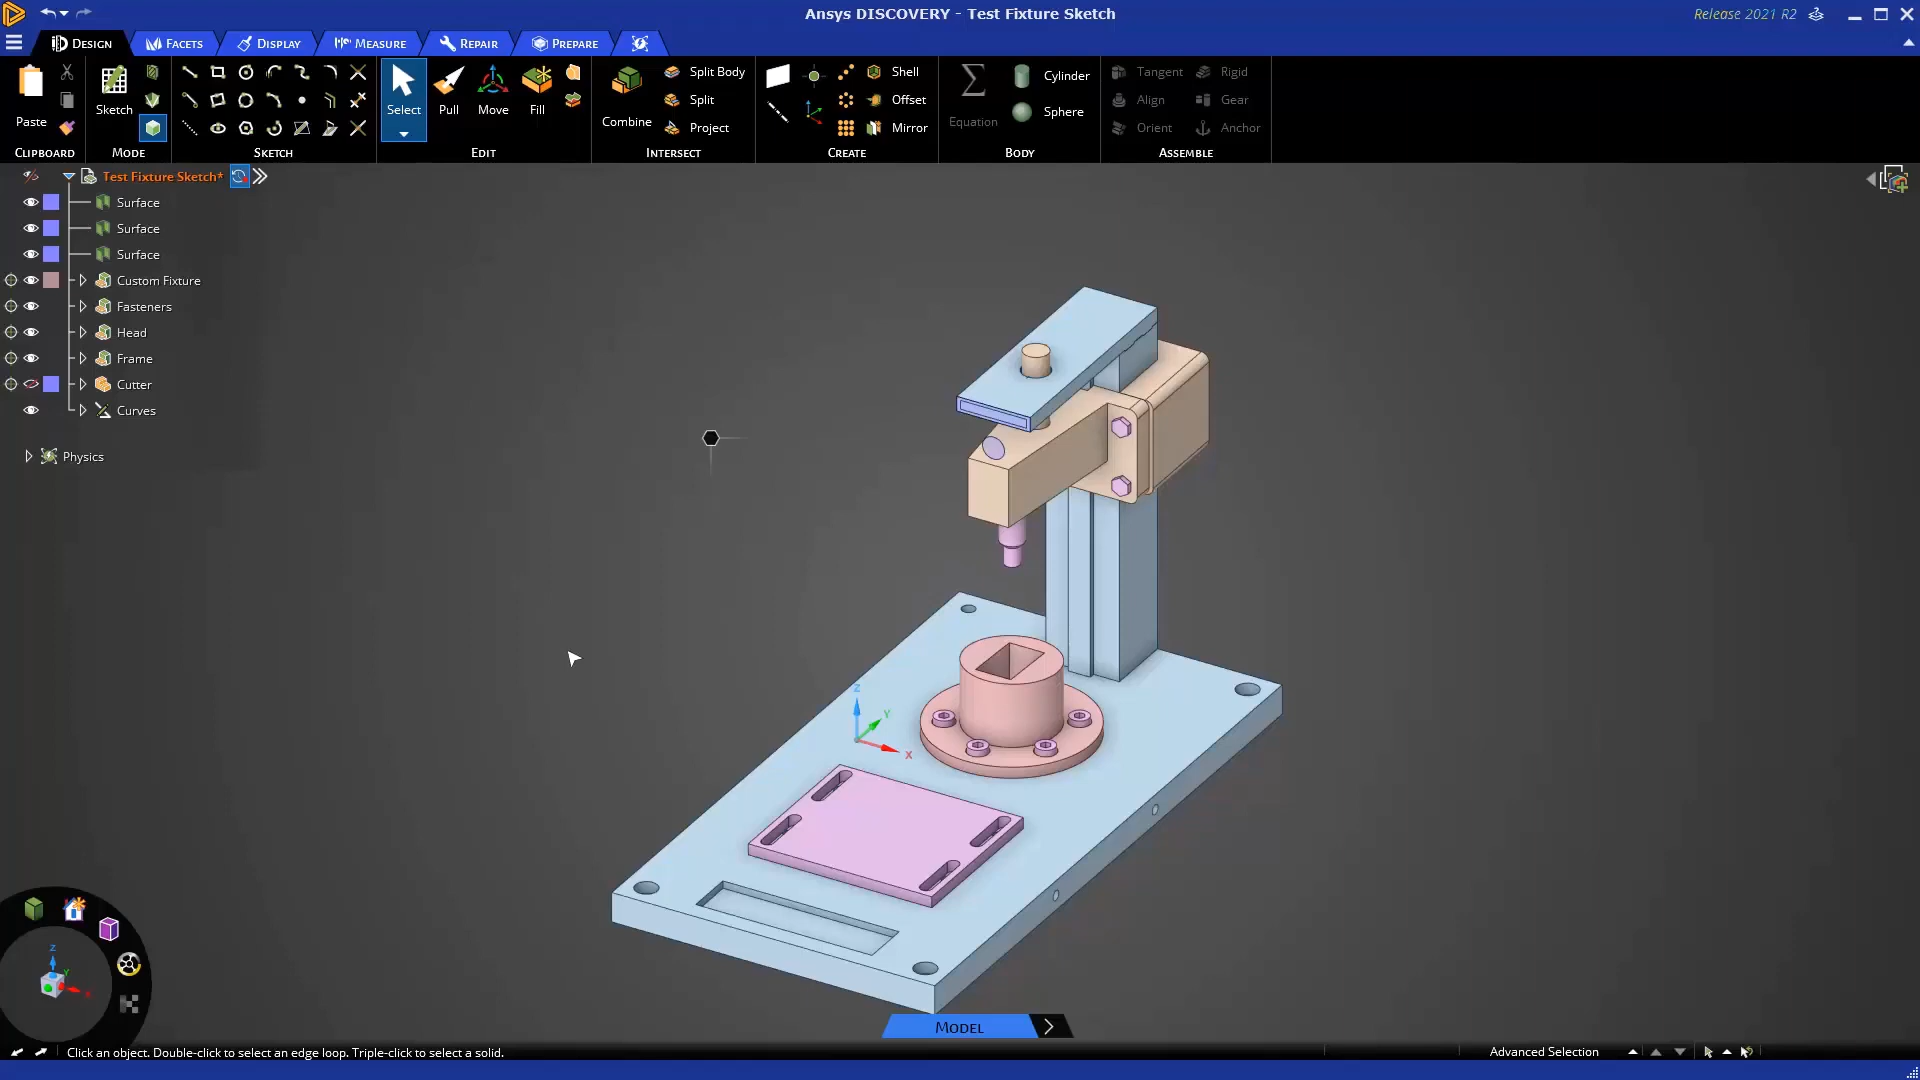 Ansys DISCOVERY - Test Fixture Sketch
Release 2021 R2
DESIGN
FACETS
DISPLAY
MEASURE
REPAIR
PREPARE
Paste
CLIPBOARD
Sketch
MODE
SKETCH
Select
Pull
Move
Fill
EDIT
Combine
Split Body
Split
Project
INTERSECT
Shell
Offset
Mirror
CREATE
Equation
Cylinder
Sphere
BODY
Tangent
Align
Orient
Rigid
Gear
Anchor
ASSEMBLE
Test Fixture Sketch*
Surface
Surface
Surface
Custom Fixture
Fasteners
Head
Frame
Cutter
Curves
Physics
Z
Y
X
Z
Y
X
MODEL
Click an object. Double-click to select an edge loop. Triple-click to select a solid.
Advanced Selection